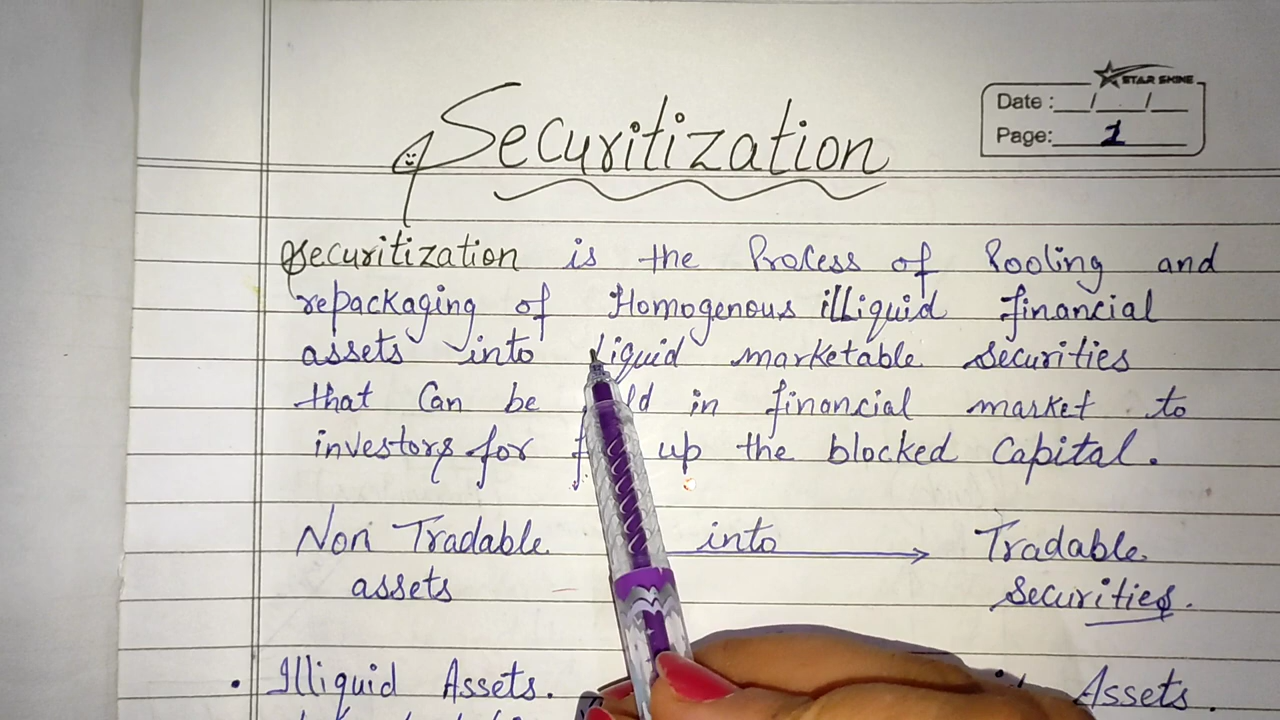 STAR SHINE
Date : / /
Page: 1
Securitization
Securitization is the Process of Pooling and
repackaging of Homogenous illiquid financial
assets into liquid marketable securities
that can be in financial market to
investors for up the blocked Capital.
Non Tradable into Tradable
assets securities.
• Illiquid Assets. Assets.